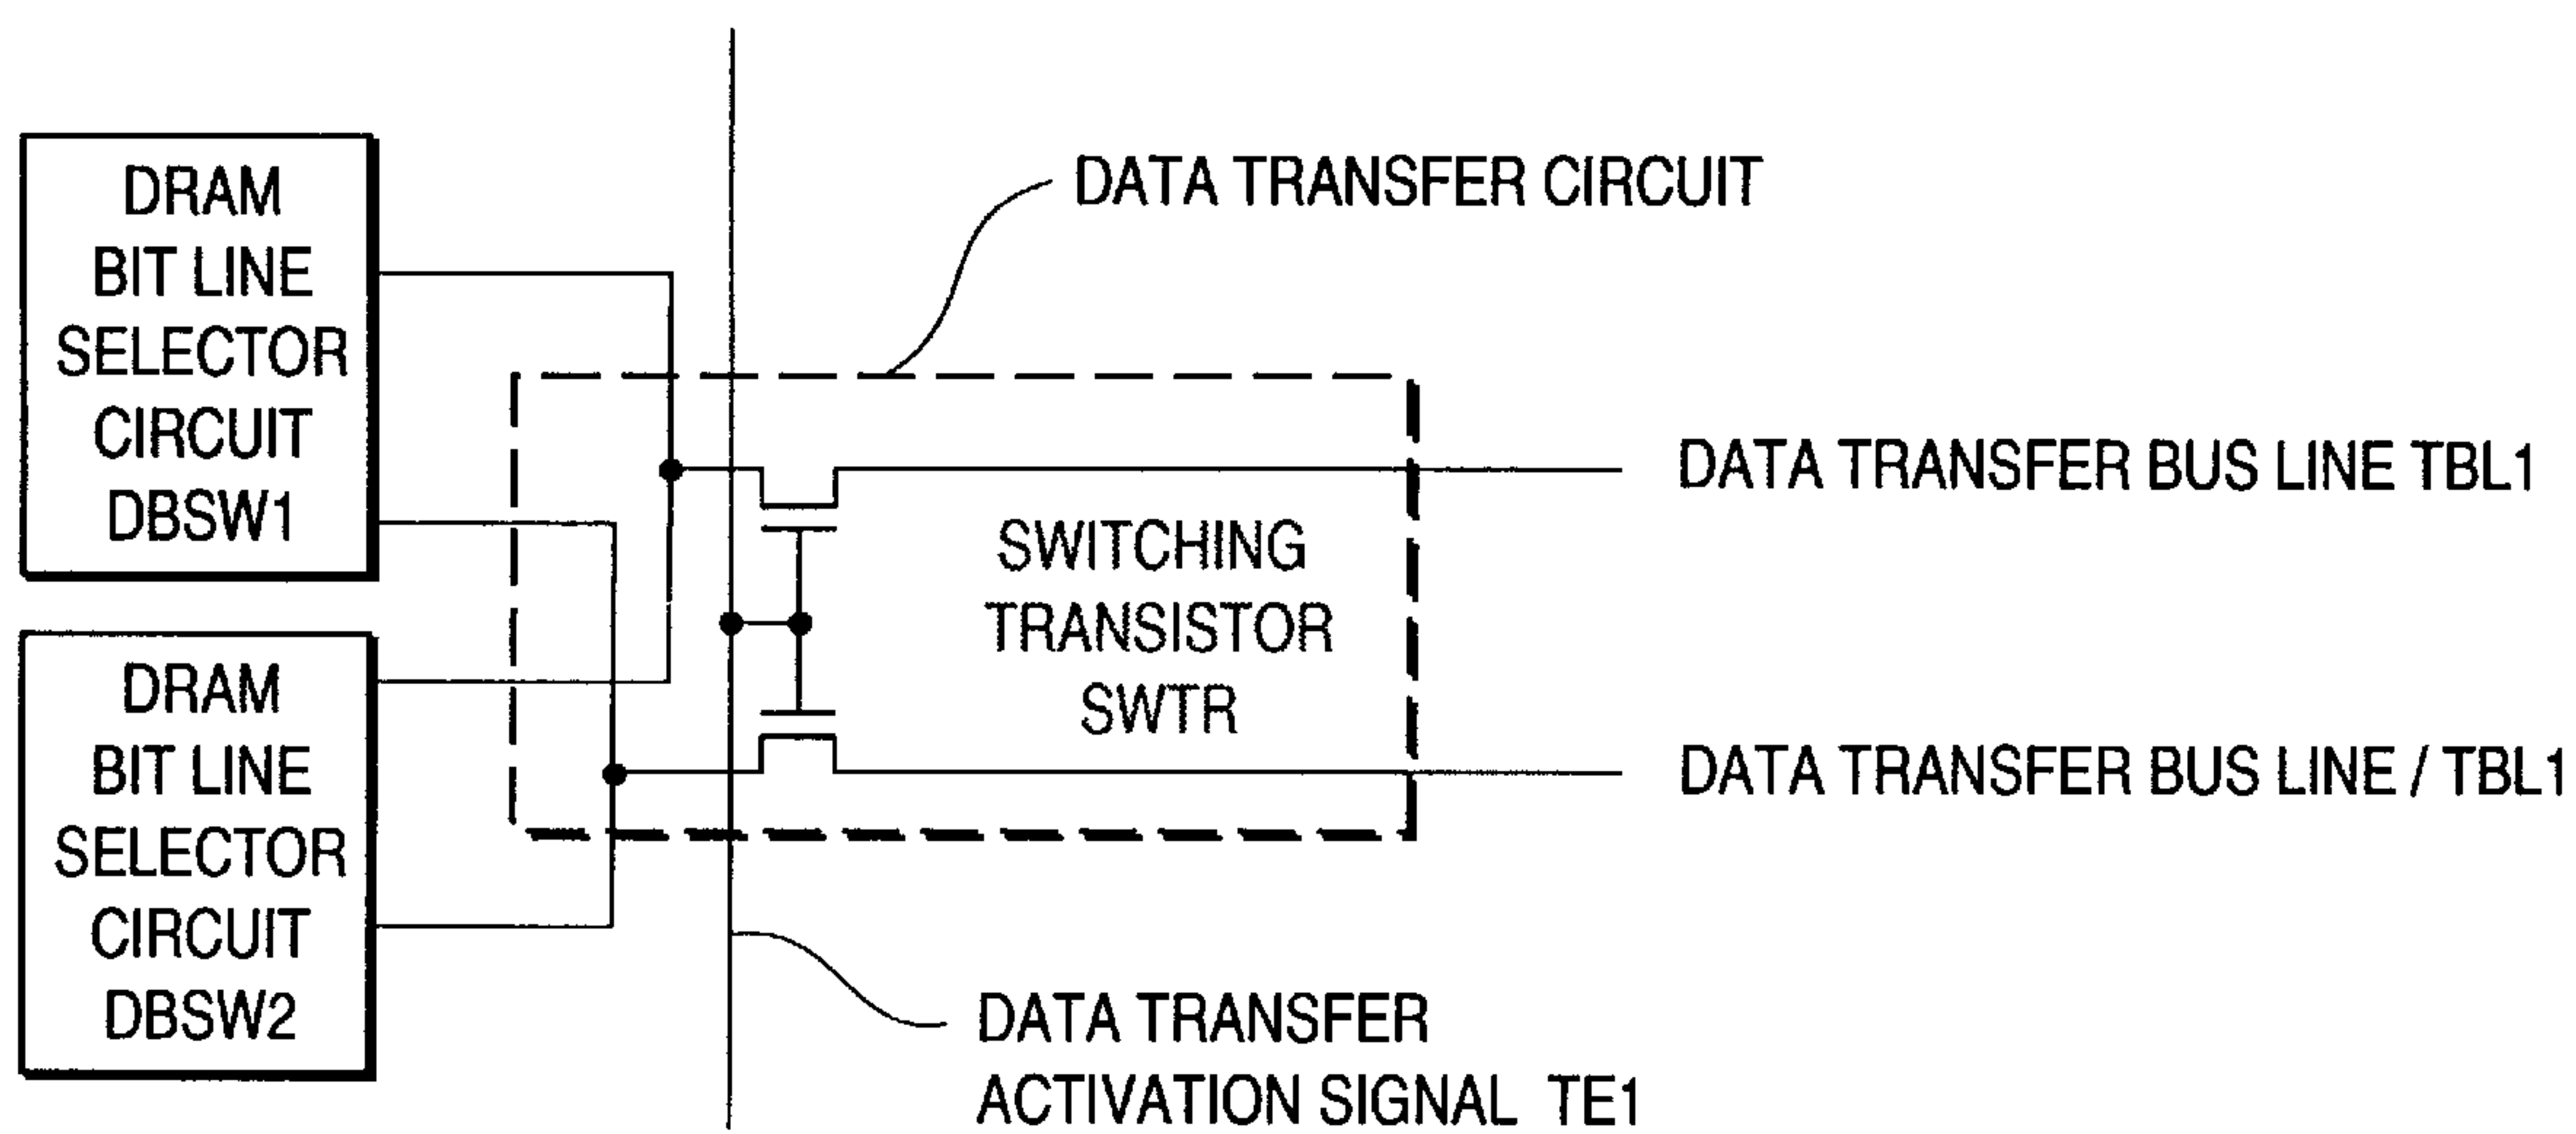 DRAM
BIT LINE
SELECTOR
CIRCUIT
DBSW1
DATA TRANSFER CIRCUIT
DATA TRANSFER BUS LINE TBL1
SWITCHING
TRANSISTOR
SWTR
DRAM
BIT LINE
SELECTOR
CIRCUIT
DBSW2
DATA TRANSFER BUS LINE / TBL1
DATA TRANSFER
ACTIVATION SIGNAL TE1